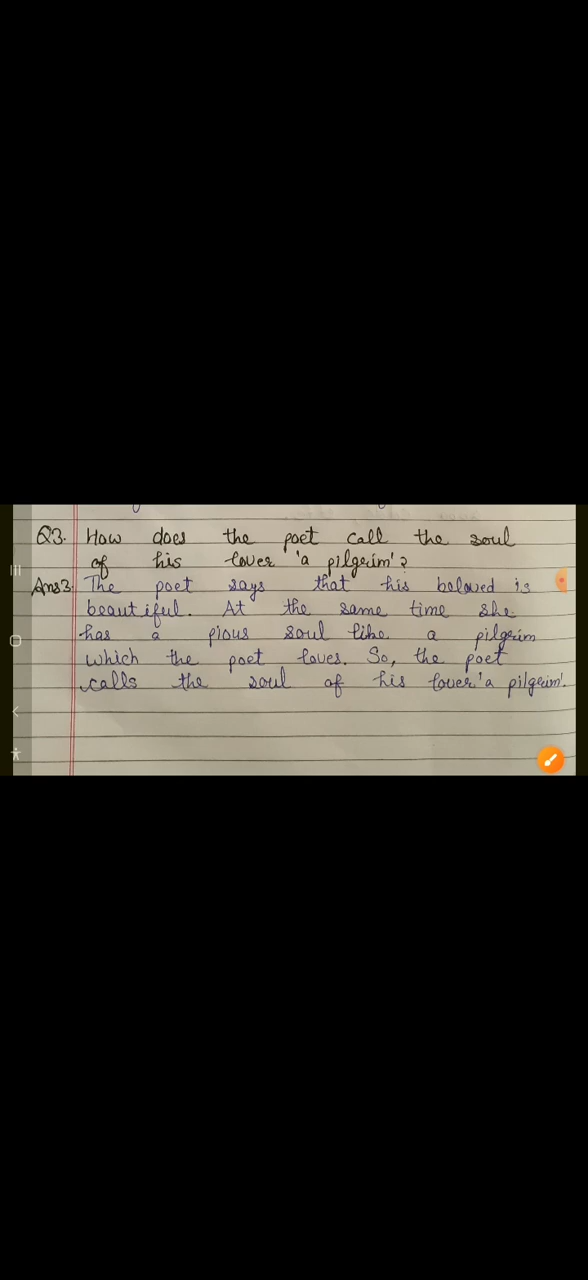 Q3. How does the poet call the soul
of his lover 'a pilgrim'?
Ans3. The poet says that his beloved is
beautiful. At the same time she
has a pious soul like a pilgrim
which the poet loves. So, the poet
calls the soul of his lover 'a pilgrim'.